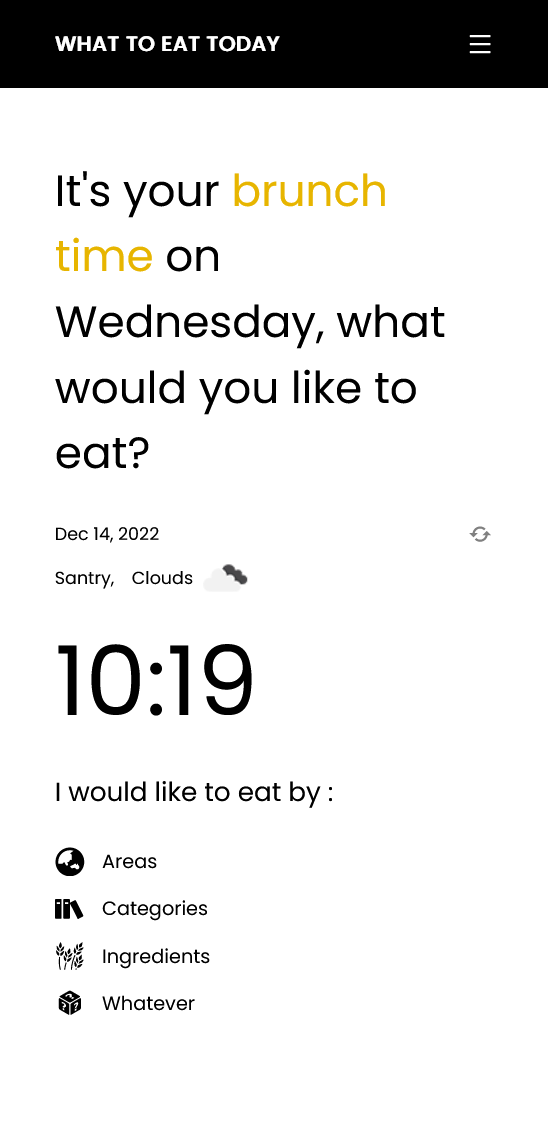 WHAT TO EAT TODAY
It's your brunch
time on
Wednesday, what
would you like to
eat?
Dec 14, 2022
Santry, Clouds
10:19
I would like to eat by :
Areas
Categories
Ingredients
Whatever